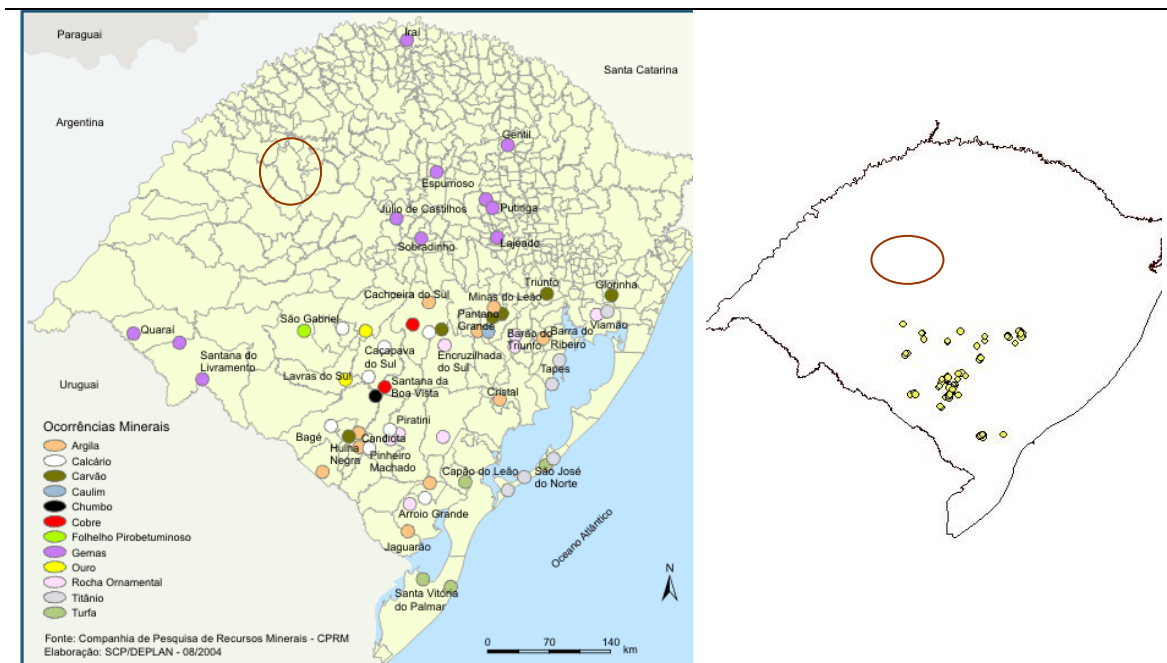 Paraguai
Iraí
Santa Catarina
Argentina
Gentil
Espumoso
Júlio de Castilhos
Putinga
Sobradinho
Lajeado
Triunfo
Glorinha
Cachoeira do Sul
Minas do Leão
São Gabriel
Pantano
Grande
Viamão
Quaraí
Barão do
Triunfo
Barra do
Ribeiro
Caçapava
do Sul
Encruzilhada
do Sul
Santana do
Livramento
Tapes
Lavras do Sul
Santana da
Boa Vista
Uruguai
Cristal
Piratini
Bagé
Candiota
Hulha
Negra
Pinheiro
Machado
Capão do Leão
São José
do Norte
Arroio Grande
Oceano Atlântico
Jaguarão
Santa Vitória
do Palmar
Ocorrências Minerais
Argila
Calcário
Carvão
Caulim
Chumbo
Cobre
Folhelho Pirobetuminoso
Gemas
Ouro
Rocha Ornamental
Titânio
Turfa
N
Fonte: Companhia de Pesquisa de Recursos Minerais - CPRM
Elaboração: SCP/DEPLAN - 08/2004
0 70 140 km